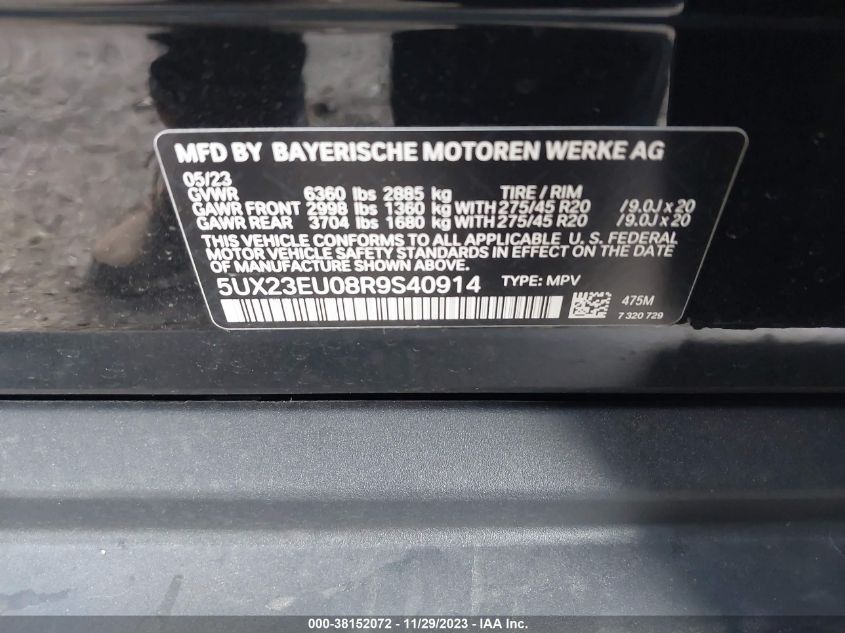 MFD BY BAYERISCHE MOTOREN WERKE AG
05/23
GVWR 6360 lbs 2885 kg TIRE / RIM
GAWR FRONT 2998 lbs 1360 kg WITH 275/45 R20 /9.0J x 20
GAWR REAR 3704 lbs 1680 kg WITH 275/45 R20 /9.0J x 20
THIS VEHICLE CONFORMS TO ALL APPLICABLE U. S. FEDERAL
MOTOR VEHICLE SAFETY STANDARDS IN EFFECT ON THE DATE
OF MANUFACTURE SHOWN ABOVE.
5UX23EU08R9S40914 TYPE: MPV
475M
7 320 729
000-38152072 - 11/29/2023 - IAA Inc.